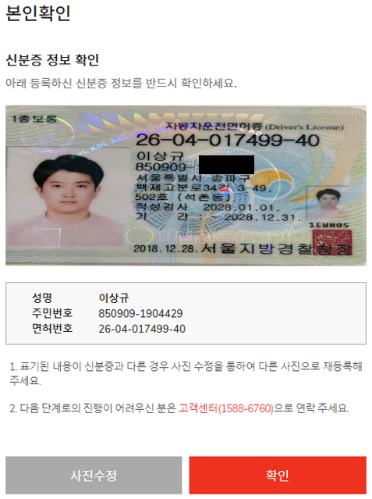 본인확인
신분증 정보 확인
아래 등록하신 신분증 정보를 반드시 확인하세요.
1종보통
자동차운전면허증 (Driver's License)
26-04-017499-40
이상규
850909-
서울특별시 송파구
백제고분로34길 3-49,
502호 (석촌동)
적성검사 2028.01.01.
기 간 : ~ 2028.12.31.
2018.12.28. 서울지방경찰청장
성명 이상규
주민번호 850909-1904429
면허번호 26-04-017499-40
1. 표기된 내용이 신분증과 다른 경우 사진 수정을 통하여 다른 사진으로 재등록해
주세요.
2. 다음 단계로의 진행이 어려우신 분은 고객센터(1588-6760)으로 연락 주세요.
사진수정 확인